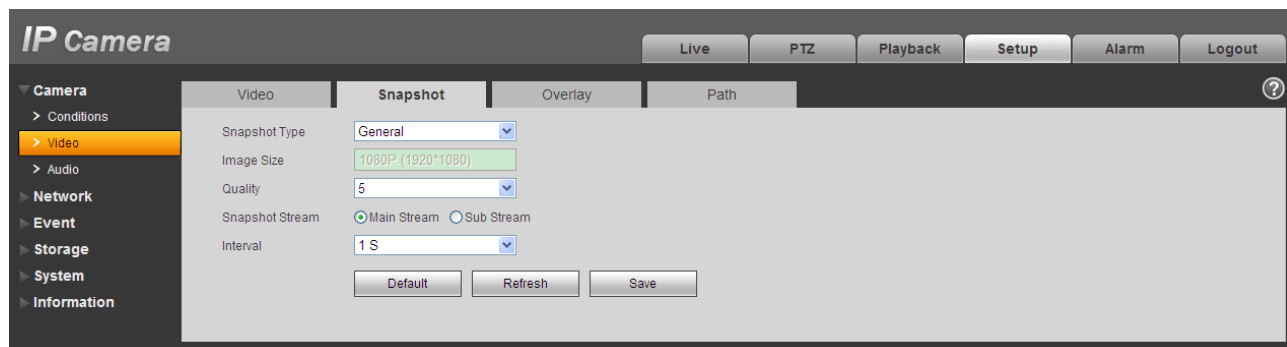 IP Camera
Live PTZ Playback Setup Alarm Logout
Camera
> Conditions
> Video
> Audio
Network
Event
Storage
System
Information
Video Snapshot Overlay Path
?
Snapshot Type General
Image Size 1080P (1920*1080)
Quality 5
Snapshot Stream Main Stream Sub Stream
Interval 1 S
Default Refresh Save